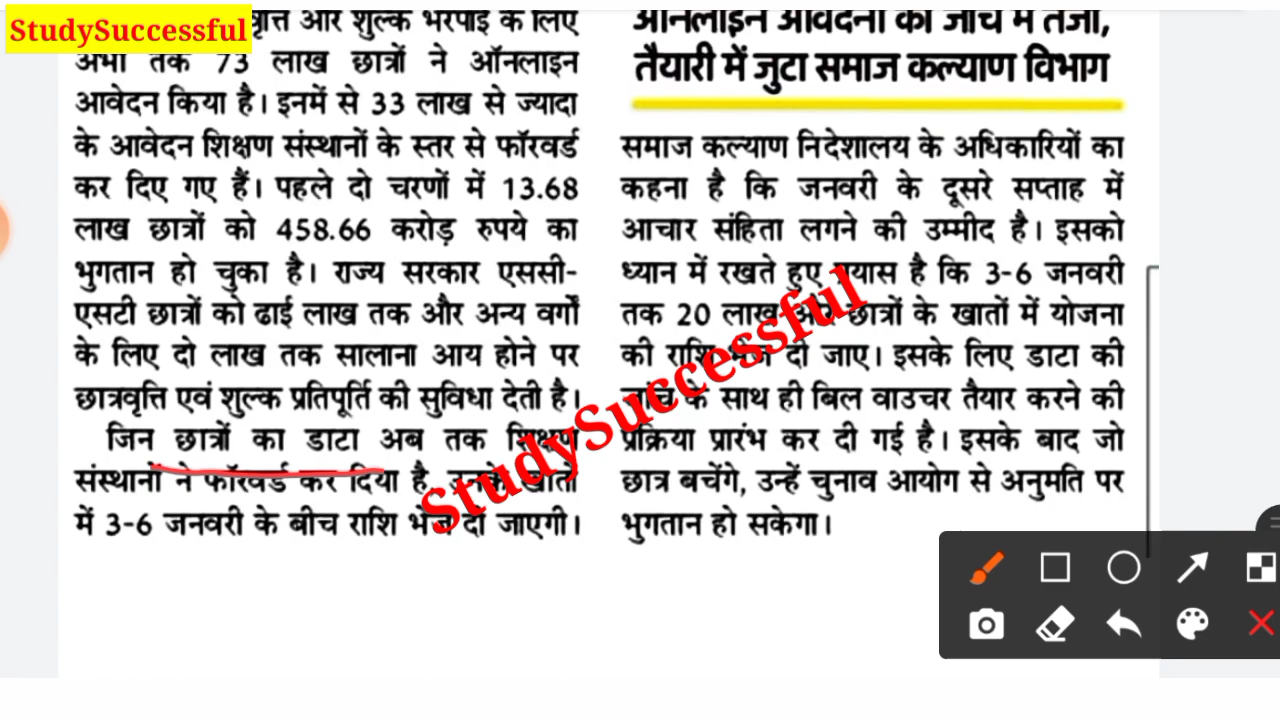 StudySuccessful
और शुल्क भरपाई के लिए
अभी तक 73 लाख छात्रों ने ऑनलाइन
आवेदन किया है। इनमें से 33 लाख से ज्यादा
के आवेदन शिक्षण संस्थानों के स्तर से फॉरवर्ड
कर दिए गए हैं। पहले दो चरणों में 13.68
लाख छात्रों को 458.66 करोड़ रुपये का
भुगतान हो चुका है। राज्य सरकार एससी-
एसटी छात्रों को ढाई लाख तक और अन्य वर्गों
के लिए दो लाख तक सालाना आय होने पर
छात्रवृत्ति एवं शुल्क प्रतिपूर्ति की सुविधा देती है।
जिन छात्रों का डाटा अब तक शिक्षण
संस्थानों ने फॉरवर्ड कर दिया है, उनके खातों
में 3-6 जनवरी के बीच राशि भेज दी जाएगी।
ऑनलाइन आवेदनों की जांच में तेजी,
तैयारी में जुटा समाज कल्याण विभाग
समाज कल्याण निदेशालय के अधिकारियों का
कहना है कि जनवरी के दूसरे सप्ताह में
आचार संहिता लगने की उम्मीद है। इसको
ध्यान में रखते हुए प्रयास है कि 3-6 जनवरी
तक 20 लाख और छात्रों के खातों में योजना
की राशि भेज दी जाए। इसके लिए डाटा की
जांच के साथ ही बिल वाउचर तैयार करने की
प्रक्रिया प्रारंभ कर दी गई है। इसके बाद जो
छात्र बचेंगे, उन्हें चुनाव आयोग से अनुमति पर
भुगतान हो सकेगा।
StudySuccessful